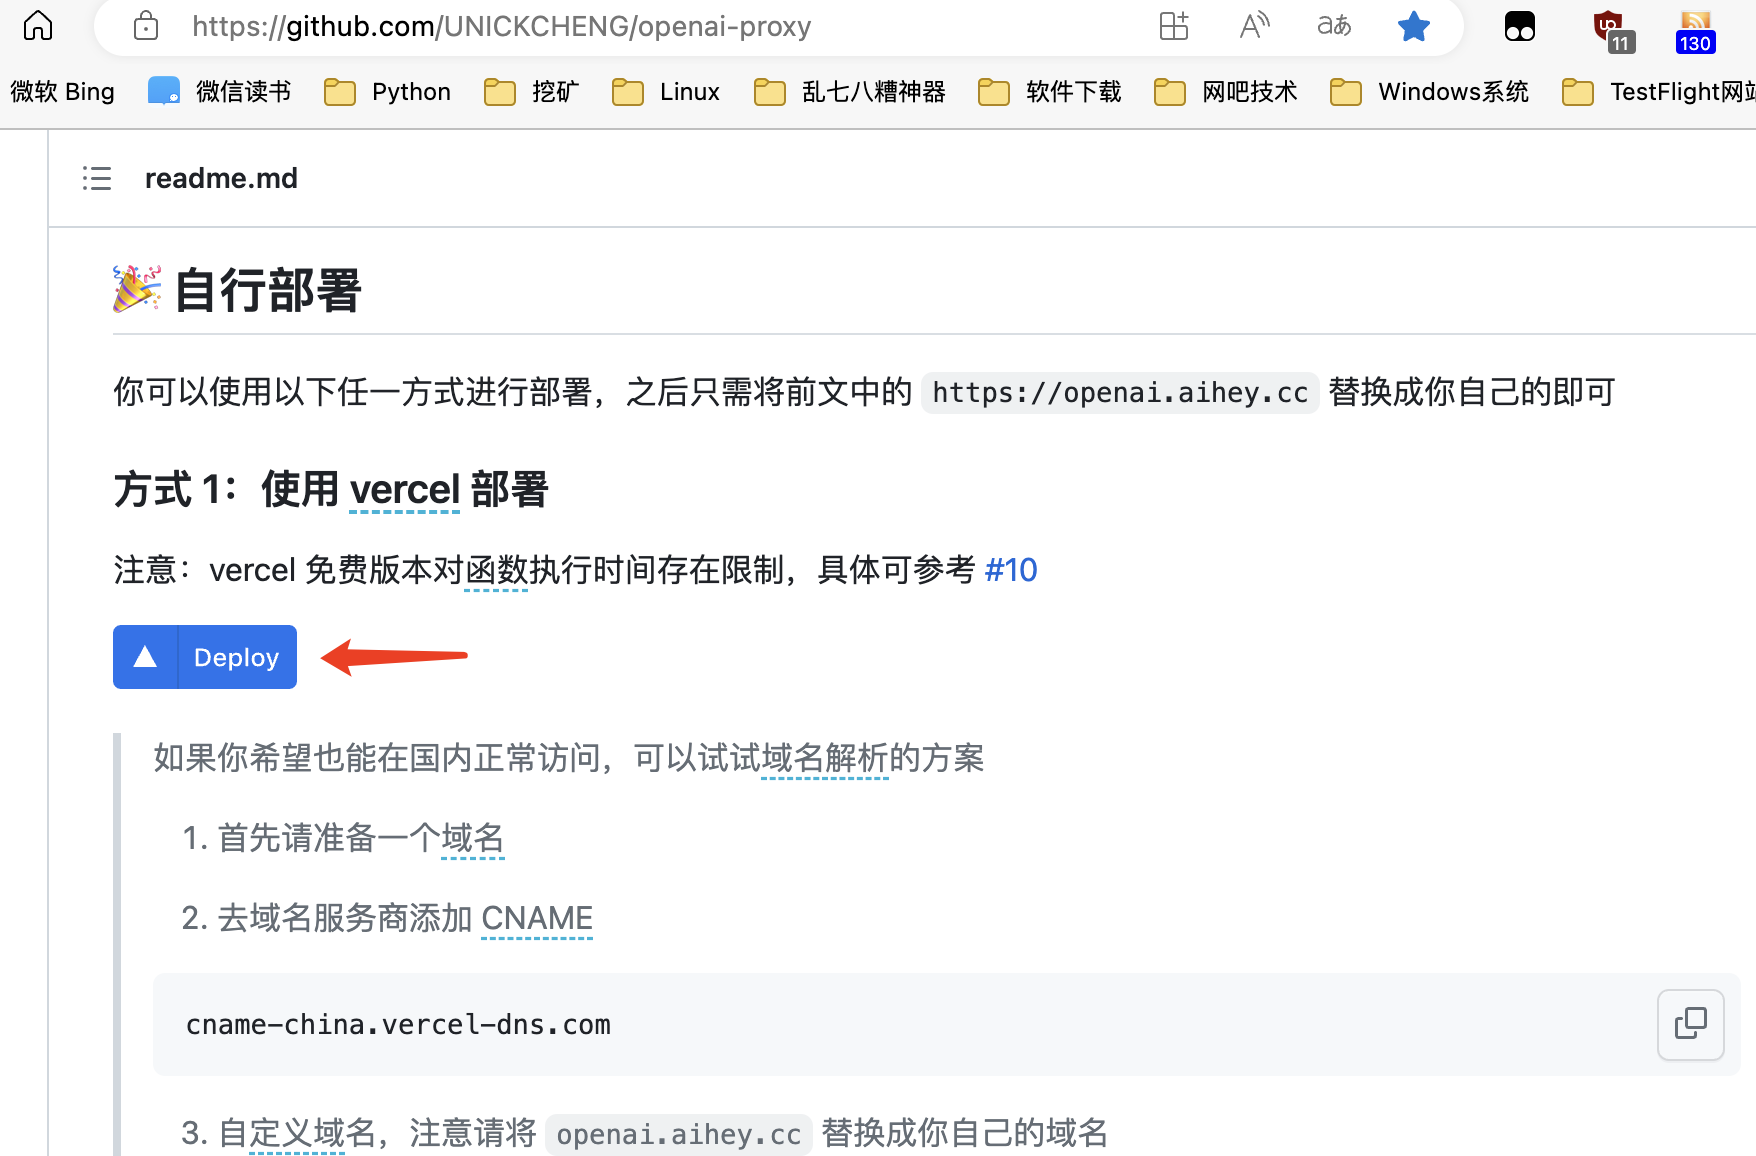 https://github.com/UNICKCHENG/openai-proxy
aあ
up
11
130
微软 Bing
微信读书
Python
挖矿
Linux
乱七八糟神器
软件下载
网吧技术
Windows系统
TestFlight网站
readme.md
自行部署
你可以使用以下任一方式进行部署，之后只需将前文中的 https://openai.aihey.cc 替换成你自己的即可
方式 1：使用 vercel 部署
注意：vercel 免费版本对函数执行时间存在限制，具体可参考 #10
Deploy
如果你希望也能在国内正常访问，可以试试域名解析的方案
1. 首先请准备一个域名
2. 去域名服务商添加 CNAME
cname-china.vercel-dns.com
3. 自定义域名，注意请将 openai.aihey.cc 替换成你自己的域名